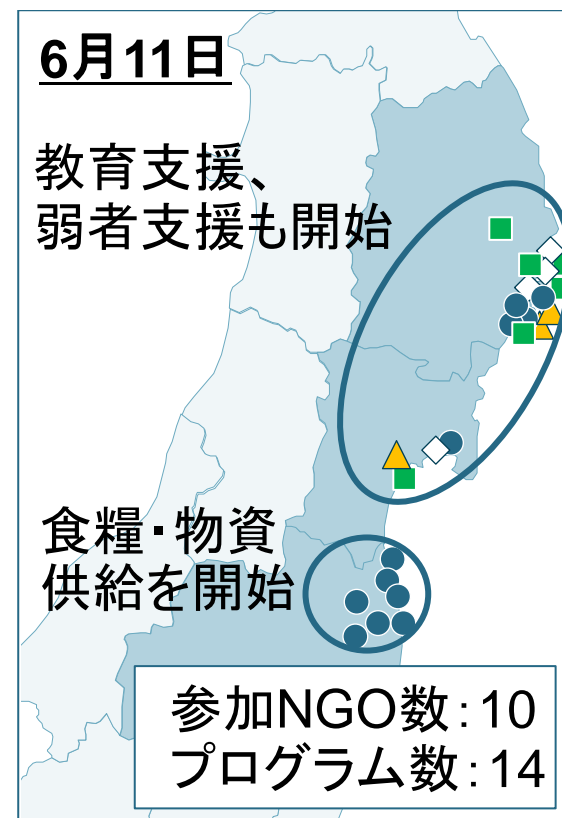 6月11日
教育支援、
弱者支援も開始
食糧・物資
供給を開始
参加NGO数：10
プログラム数：14